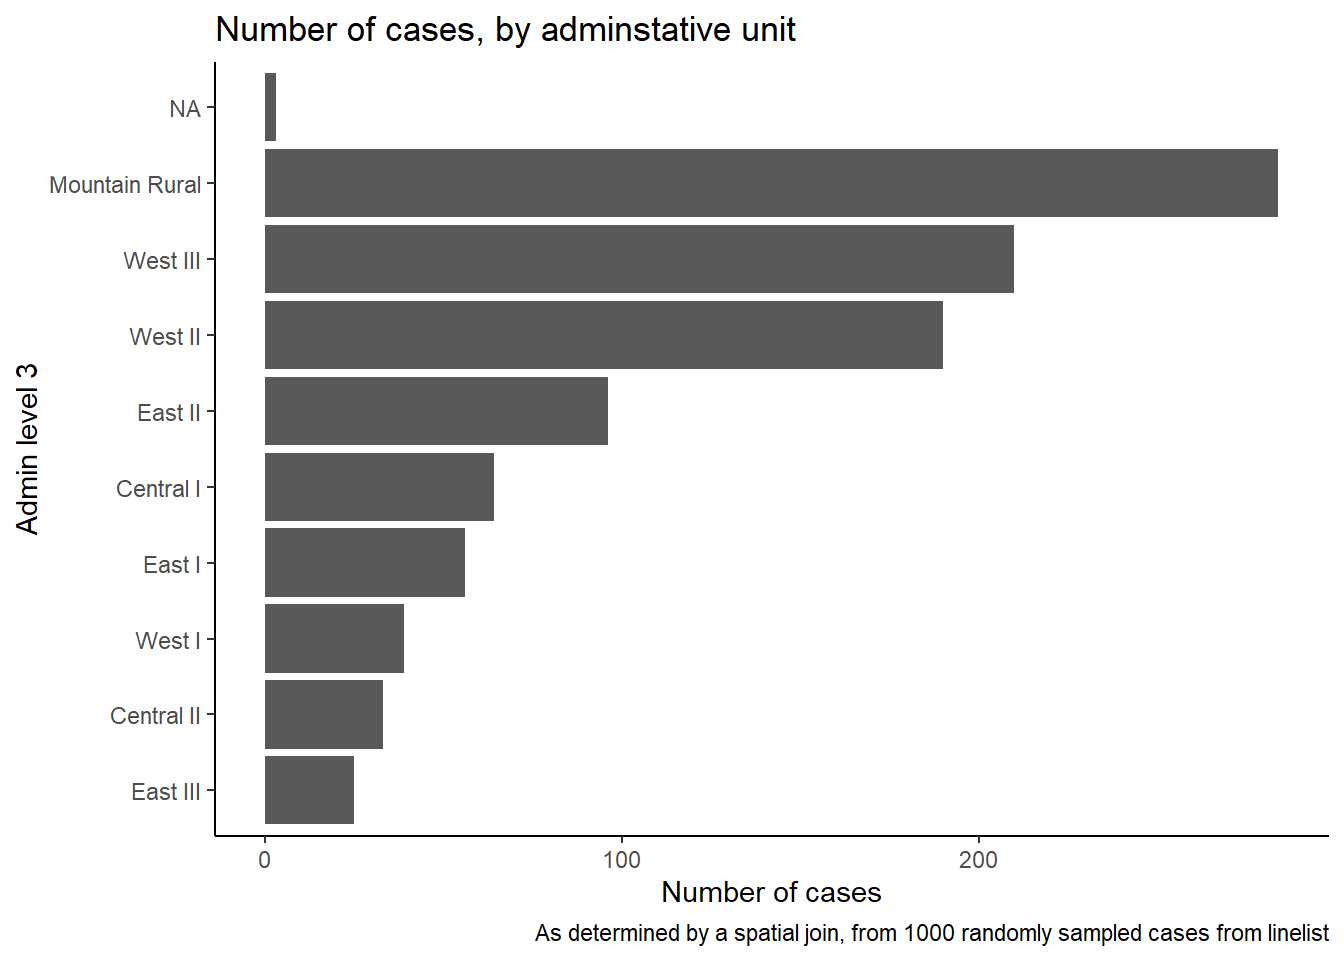 Number of cases, by adminstative unit
NA
Mountain Rural
West III
West II
East II
Central I
East I
West I
Central II
East III
Admin level 3
0 100 200
Number of cases
As determined by a spatial join, from 1000 randomly sampled cases from linelist